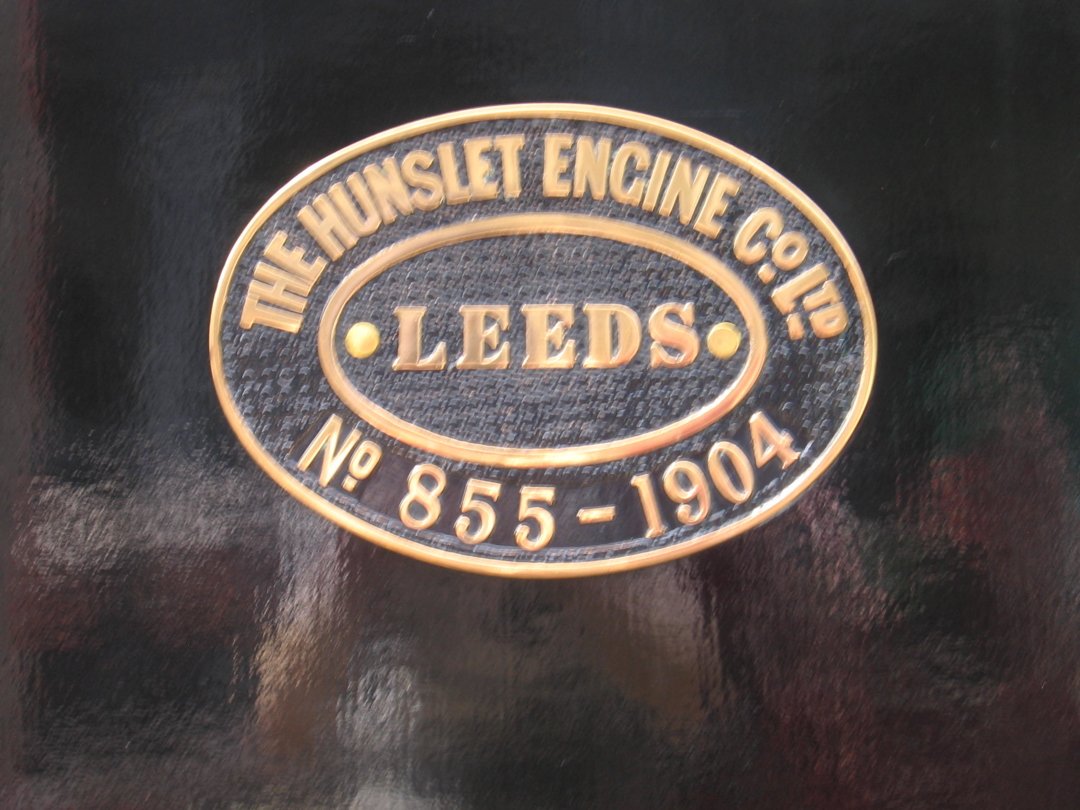 THE HUNSLET ENGINE Co LTD
LEEDS
No 855-1904